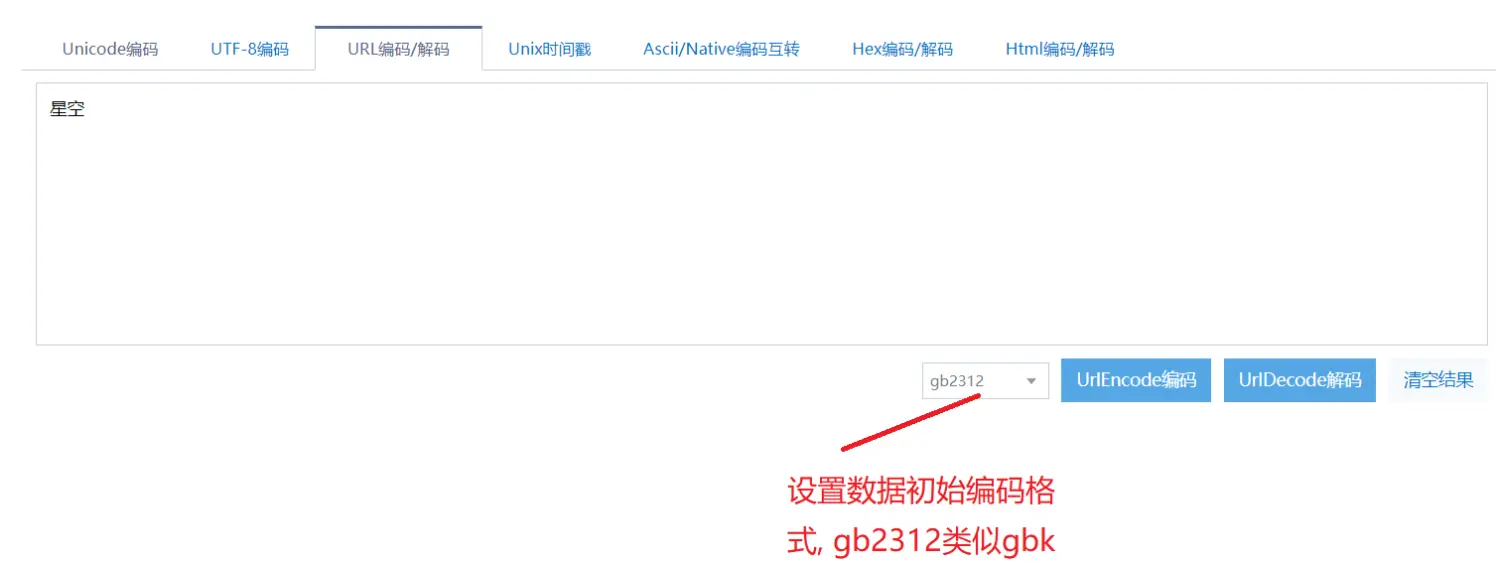 Unicode编码 UTF-8编码 URL编码/解码 Unix时间戳 Ascii/Native编码互转 Hex编码/解码 Html编码/解码
星空
gb2312 UrlEncode编码 UrlDecode解码 清空结果
设置数据初始编码格
式, gb2312类似gbk